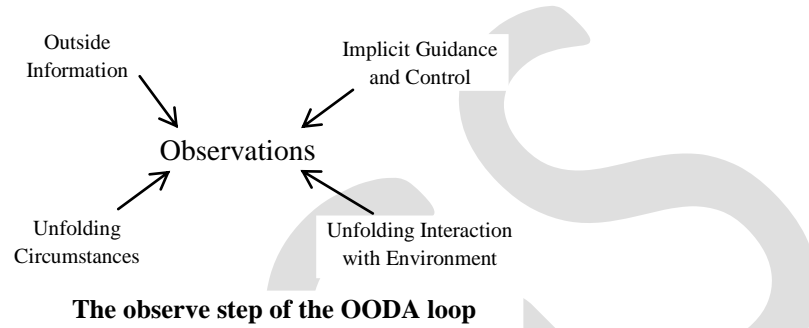 Outside
Information
Implicit Guidance
and Control
Observations
Unfolding
Circumstances
Unfolding Interaction
with Environment
The observe step of the OODA loop